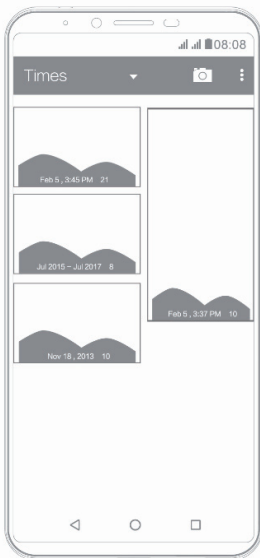 08:08
Times
Feb 5 , 3:45 PM 21
Jul 2015 – Jul 2017 8
Feb 5 , 3:37 PM 10
Nov 18 , 2013 10